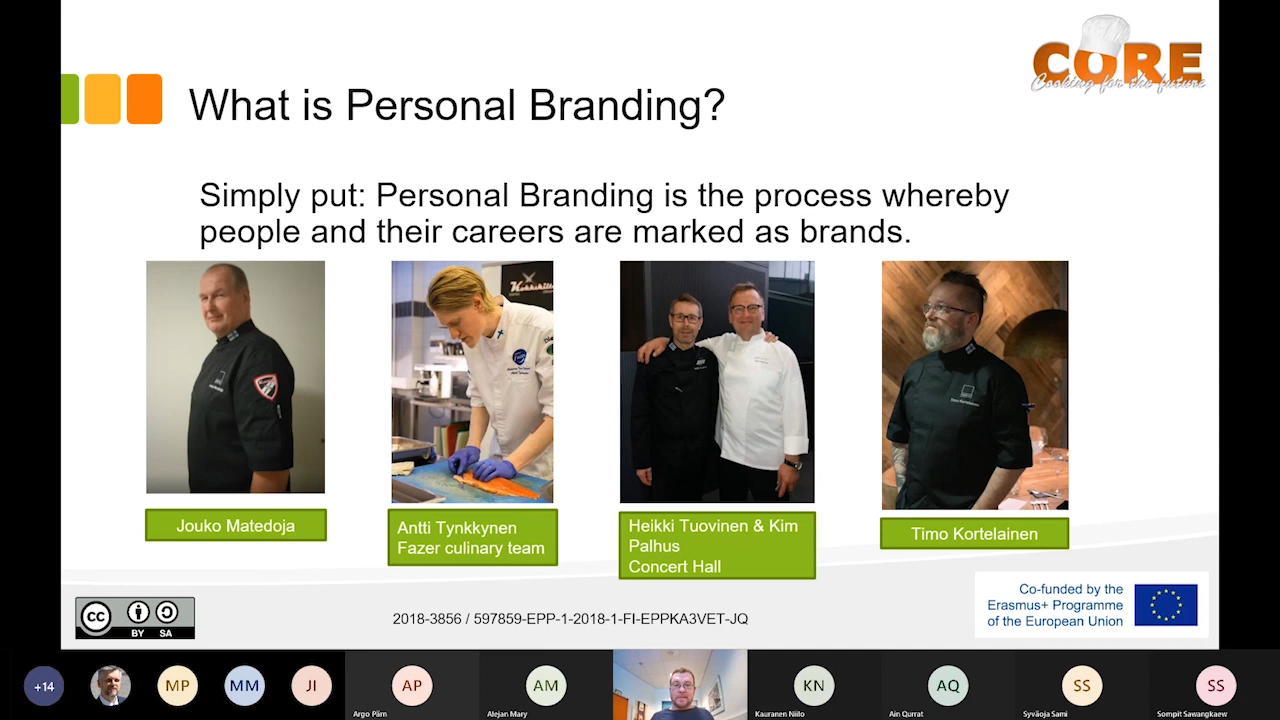 CORE
Cooking for the future
What is Personal Branding?
Simply put: Personal Branding is the process whereby
people and their careers are marked as brands.
Jouko Matedoja
Antti Tynkkynen
Fazer culinary team
Heikki Tuovinen & Kim
Palhus
Concert Hall
Timo Kortelainen
cc
BY SA
2018-3856 / 597859-EPP-1-2018-1-FI-EPPKA3VET-JQ
Co-funded by the
Erasmus+ Programme
of the European Union
+14
MP
MM
JI
AP
Argo Pärn
AM
Alejan Mary
KN
Kauranen Niilo
AQ
Ain Qurrat
SS
Syväoja Sami
SS
Sompit Sawangkaew